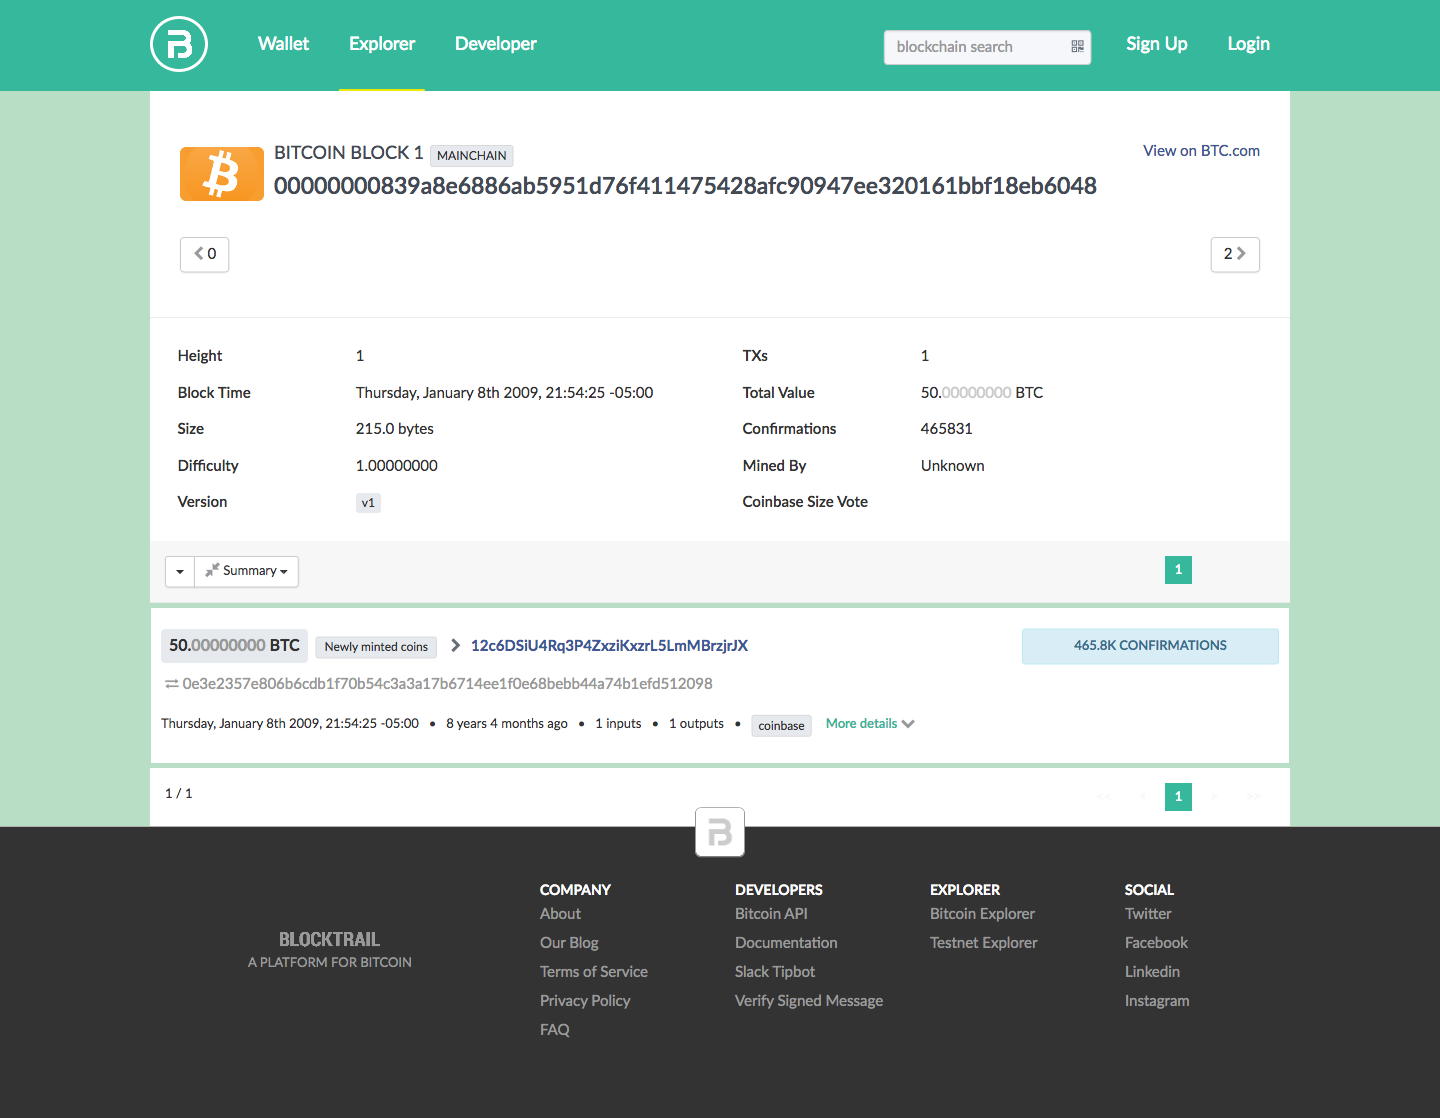 Wallet Explorer Developer blockchain search Sign Up Login
BITCOIN BLOCK 1 MAINCHAIN View on BTC.com
00000000839a8e6886ab5951d76f411475428afc90947ee320161bbf18eb6048
0 2
Height 1 TXs 1
Block Time Thursday, January 8th 2009, 21:54:25 -05:00 Total Value 50.00000000 BTC
Size 215.0 bytes Confirmations 465831
Difficulty 1.00000000 Mined By Unknown
Version v1 Coinbase Size Vote
Summary 1
50.00000000 BTC Newly minted coins 12c6DSiU4Rq3P4ZxziKxzrL5LmMBrzjrJX 465.8K CONFIRMATIONS
0e3e2357e806b6cdb1f70b54c3a3a17b6714ee1f0e68bebb44a74b1efd512098
Thursday, January 8th 2009, 21:54:25 -05:00 • 8 years 4 months ago • 1 inputs • 1 outputs • coinbase More details
1 / 1 << < 1 > >>
COMPANY DEVELOPERS EXPLORER SOCIAL
About Bitcoin API Bitcoin Explorer Twitter
Our Blog Documentation Testnet Explorer Facebook
BLOCKTRAIL
A PLATFORM FOR BITCOIN
Terms of Service Slack Tipbot Linkedin
Privacy Policy Verify Signed Message Instagram
FAQ